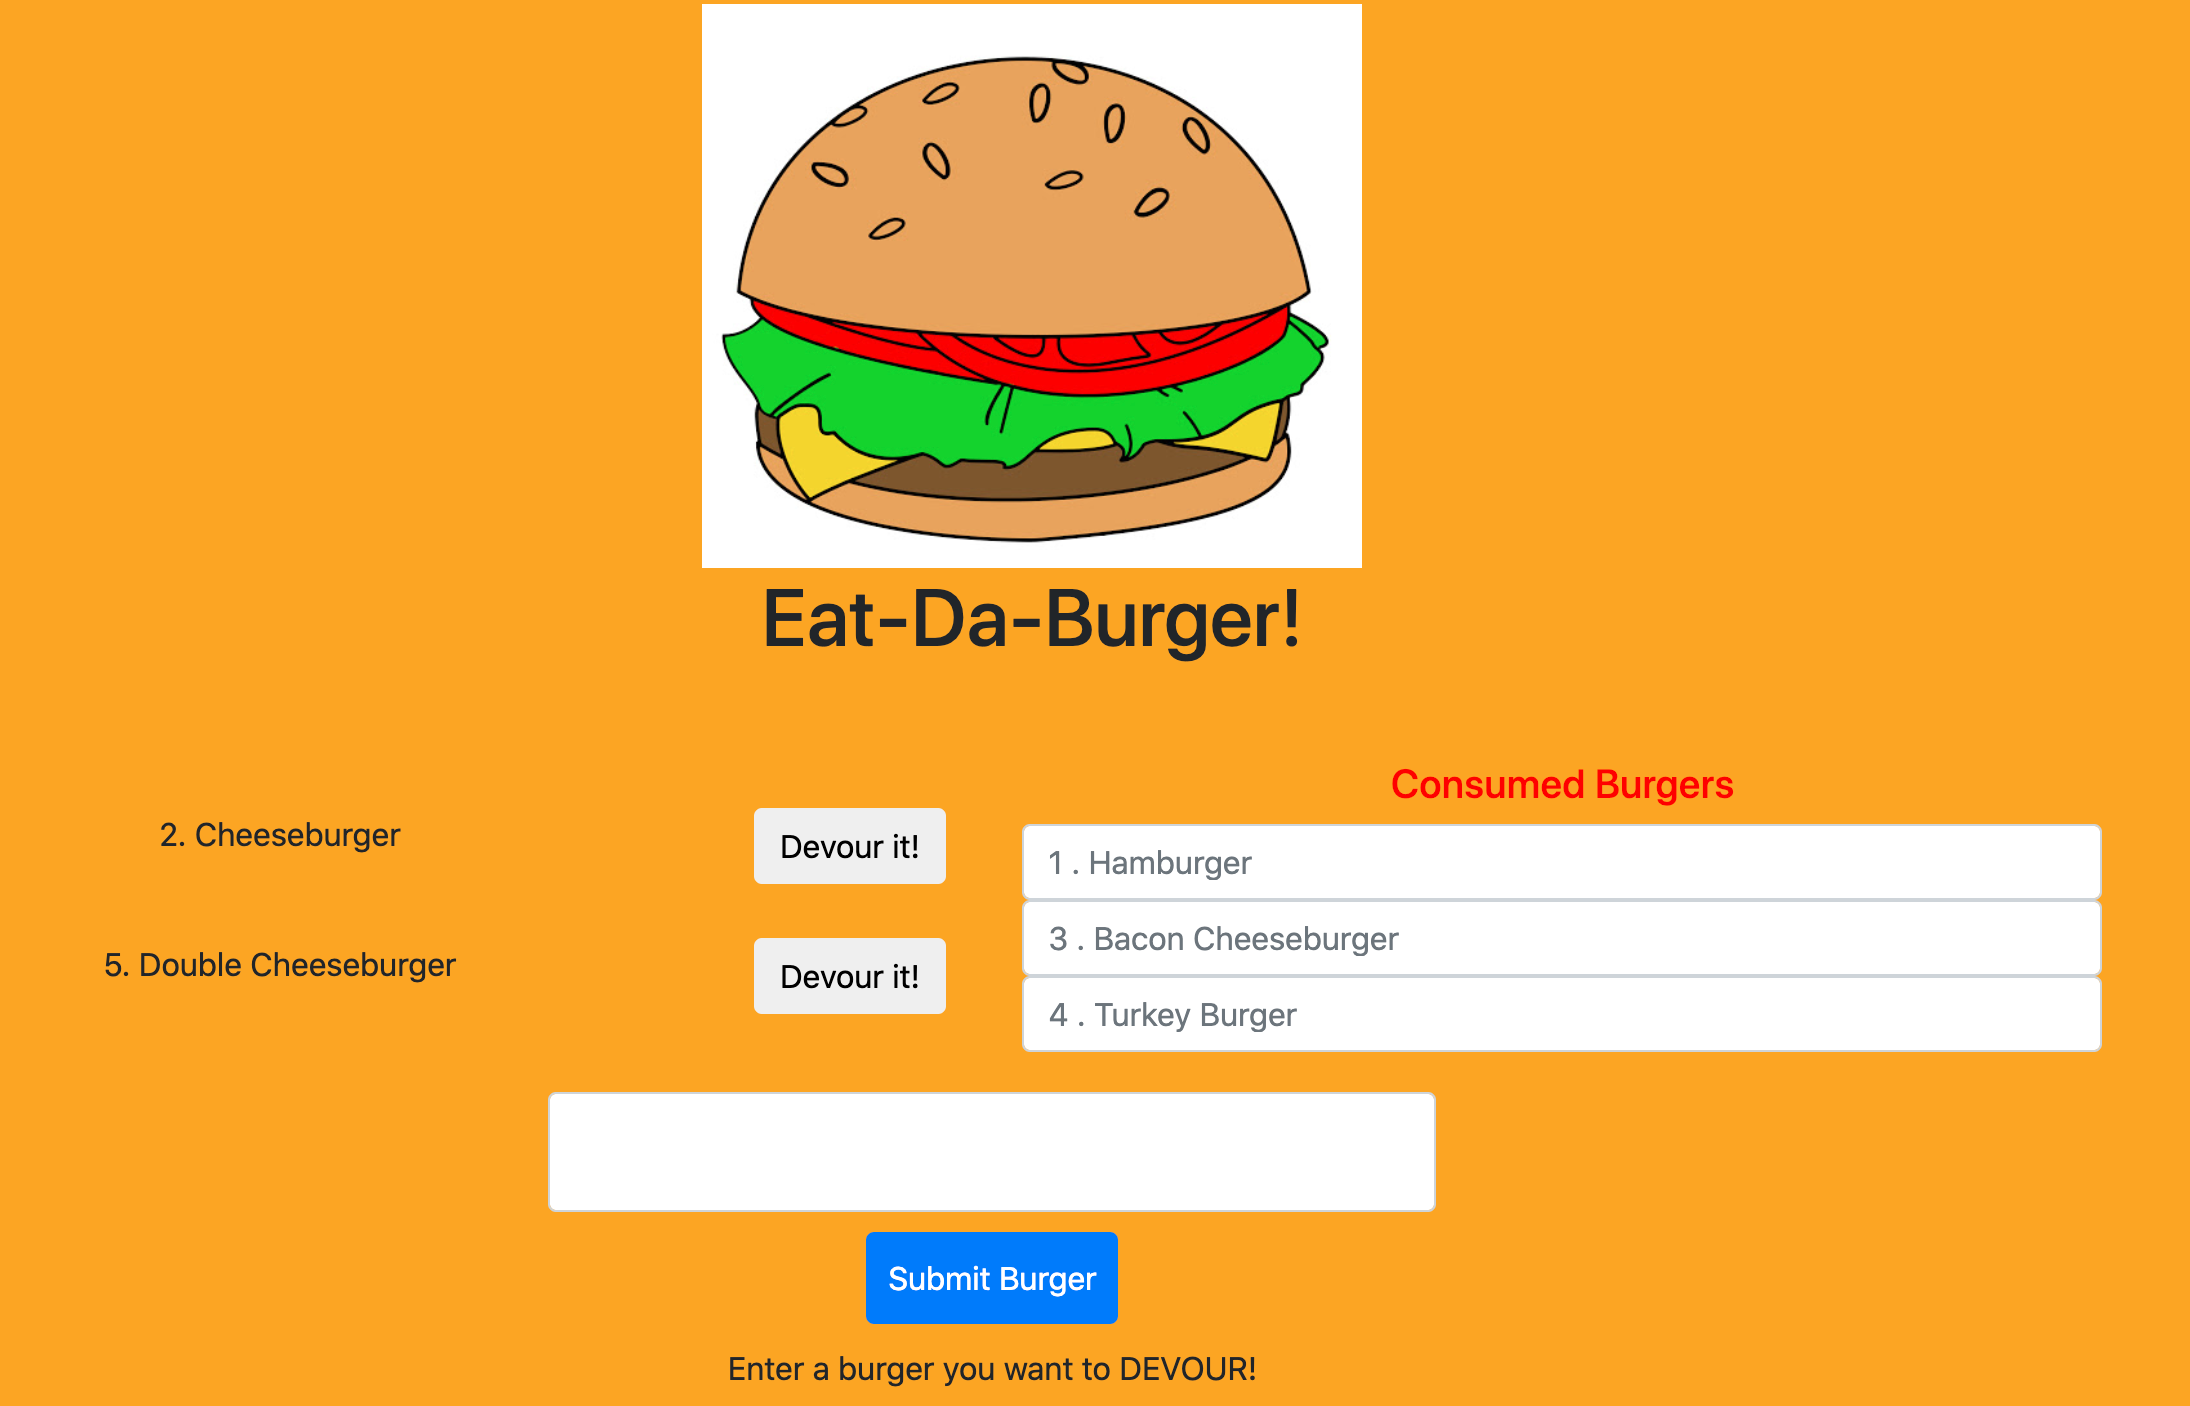 Eat-Da-Burger!
2. Cheeseburger
Devour it!
5. Double Cheeseburger
Devour it!
Consumed Burgers
1 . Hamburger
3 . Bacon Cheeseburger
4 . Turkey Burger
Submit Burger
Enter a burger you want to DEVOUR!